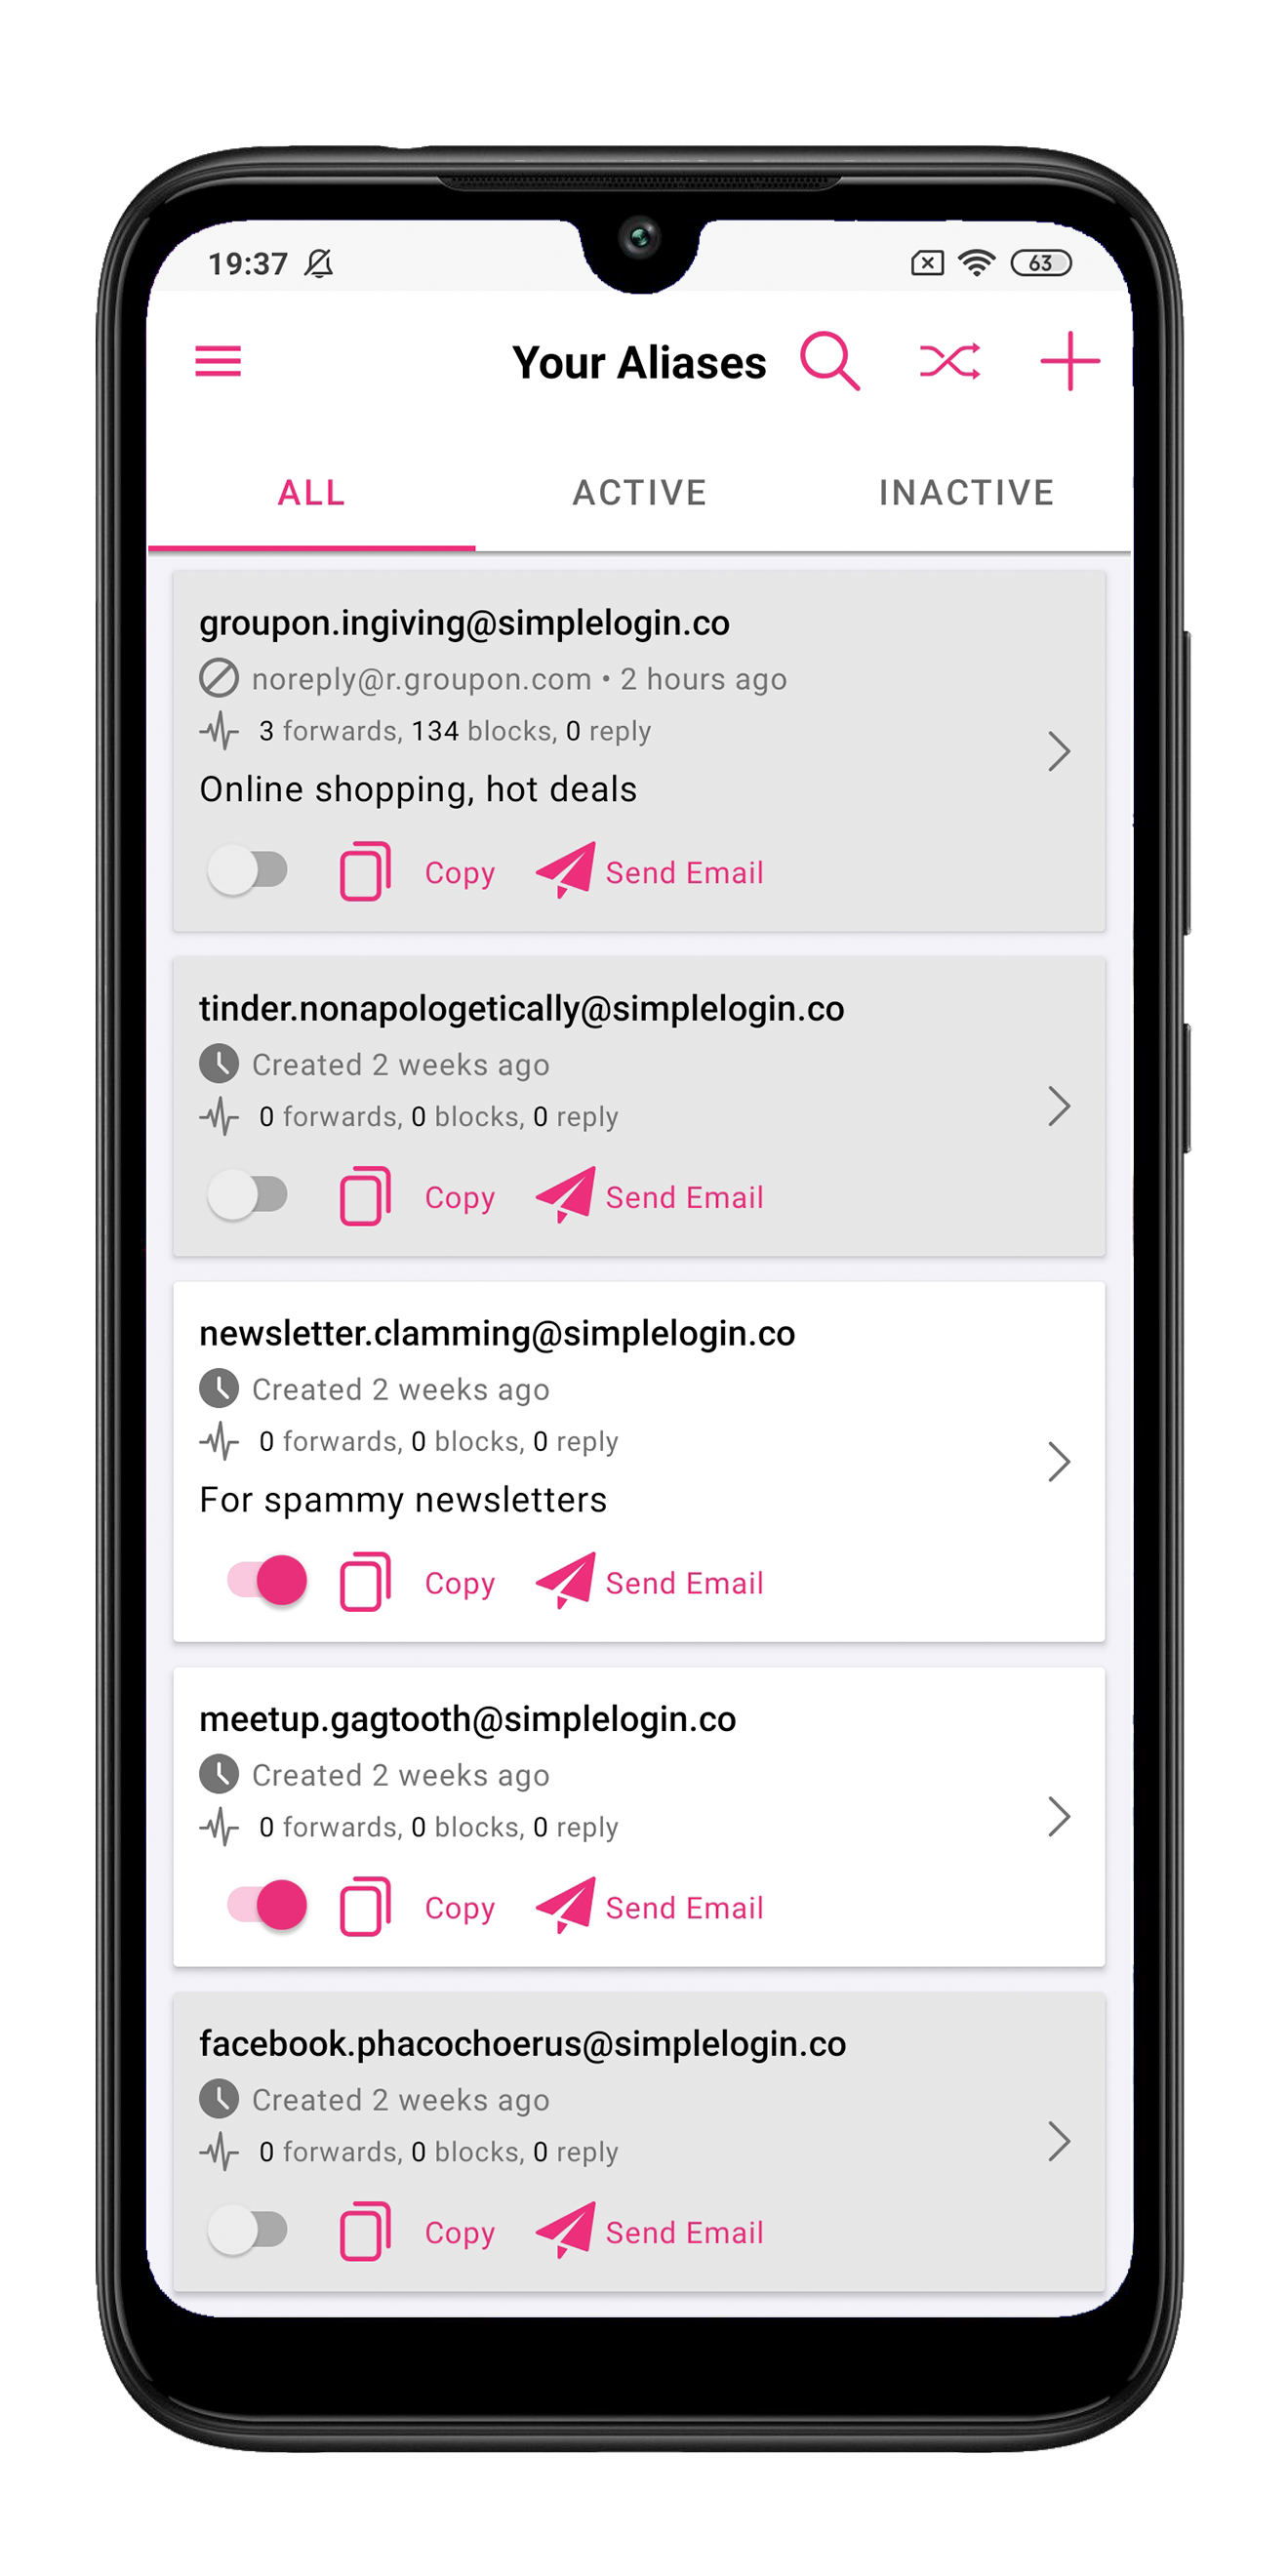 19:37 63
Your Aliases
ALL ACTIVE INACTIVE
groupon.ingiving@simplelogin.co
noreply@r.groupon.com • 2 hours ago
3 forwards, 134 blocks, 0 reply
Online shopping, hot deals
Copy Send Email
tinder.nonapologetically@simplelogin.co
Created 2 weeks ago
0 forwards, 0 blocks, 0 reply
Copy Send Email
newsletter.clamming@simplelogin.co
Created 2 weeks ago
0 forwards, 0 blocks, 0 reply
For spammy newsletters
Copy Send Email
meetup.gagtooth@simplelogin.co
Created 2 weeks ago
0 forwards, 0 blocks, 0 reply
Copy Send Email
facebook.phacochoerus@simplelogin.co
Created 2 weeks ago
0 forwards, 0 blocks, 0 reply
Copy Send Email